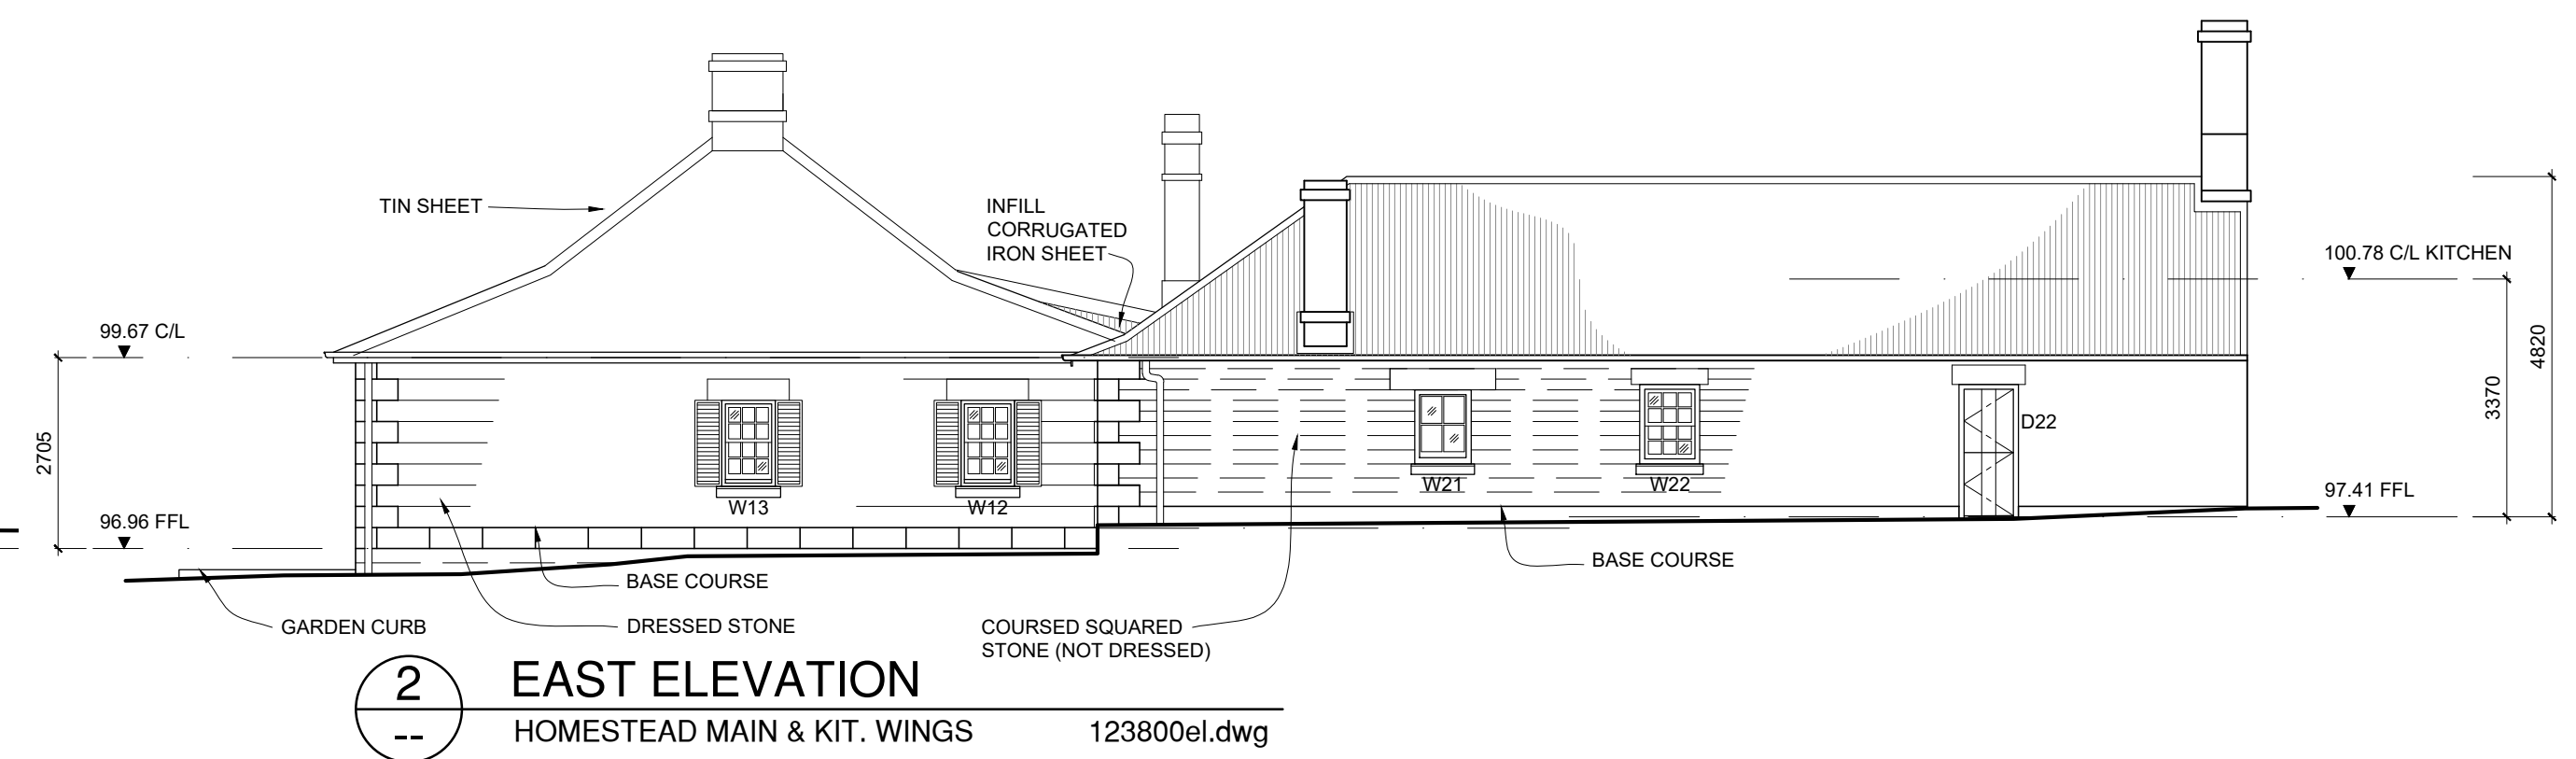 TIN SHEET
INFILL
CORRUGATED
IRON SHEET
100.78 C/L KITCHEN
99.67 C/L
4820
3370
2705
D22
W21
W22
W13
W12
97.41 FFL
96.96 FFL
BASE COURSE
BASE COURSE
GARDEN CURB
DRESSED STONE
COURSED SQUARED
STONE (NOT DRESSED)
2
EAST ELEVATION
--
HOMESTEAD MAIN & KIT. WINGS 123800el.dwg